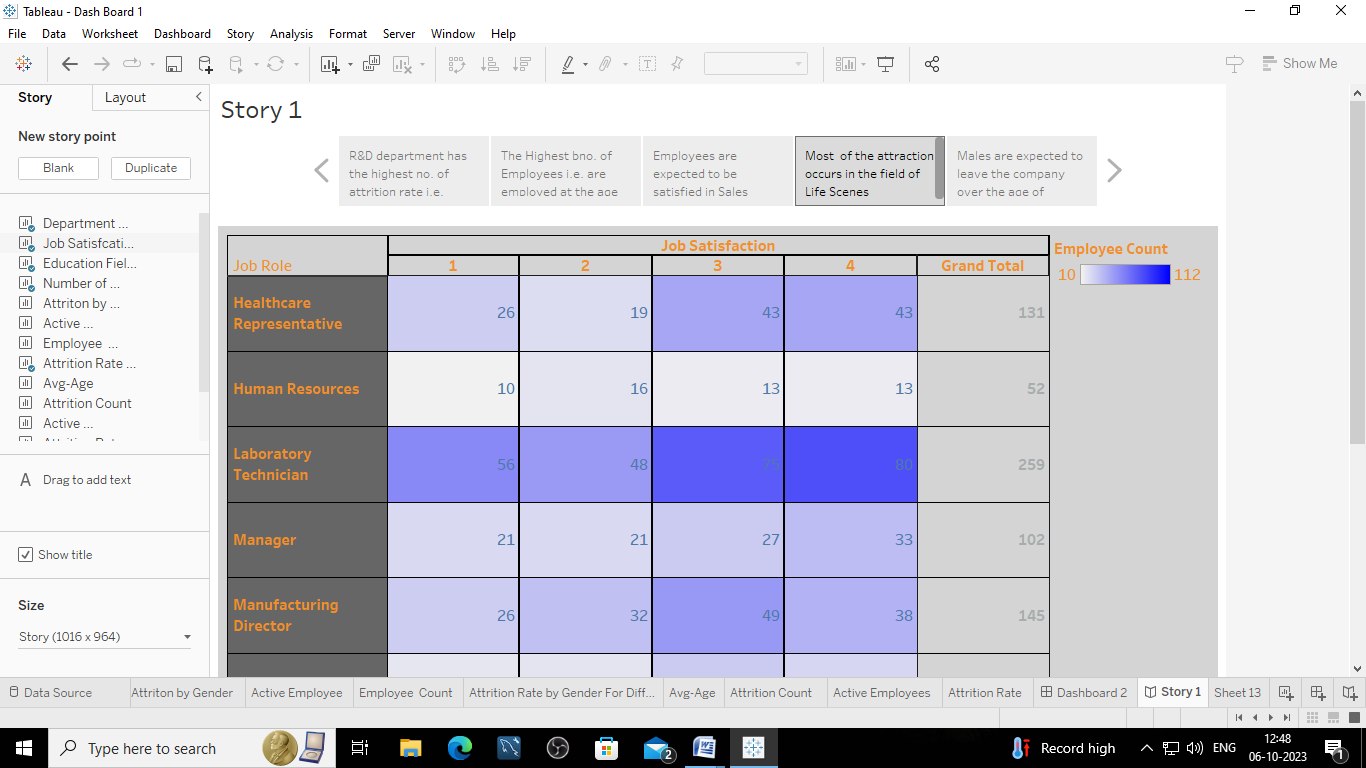 Tableau - Dash Board 1
File Data Worksheet Dashboard Story Analysis Format Server Window Help
Show Me
Story Layout
New story point
Blank Duplicate
Department ...
Job Satisfcati...
Education Fiel...
Number of ...
Attriton by ...
Active ...
Employee ...
Attrition Rate ...
Avg-Age
Attrition Count
Active ...
A Drag to add text
Show title
Size
Story (1016 x 964)
Story 1
R&D department has
the highest no. of
attrition rate i.e.
The Highest bno. of
Employees i.e. are
employed at the age
Employees are
expected to be
satisfied in Sales
Most of the attraction
occurs in the field of
Life Scenes
Males are expected to
leave the company
over the age of
Job Satisfaction
Job Role 1 2 3 4 Grand Total
Healthcare
Representative 26 19 43 43 131
Human Resources 10 16 13 13 52
Laboratory
Technician 56 48 75 80 259
Manager 21 21 27 33 102
Manufacturing
Director 26 32 49 38 145
Employee Count
10 112
Data Source Attriton by Gender Active Employee Employee Count Attrition Rate by Gender For Diff... Avg-Age Attrition Count Active Employees Attrition Rate Dashboard 2 Story 1 Sheet 13
Type here to search
2
Record high
ENG
12:48
06-10-2023
1